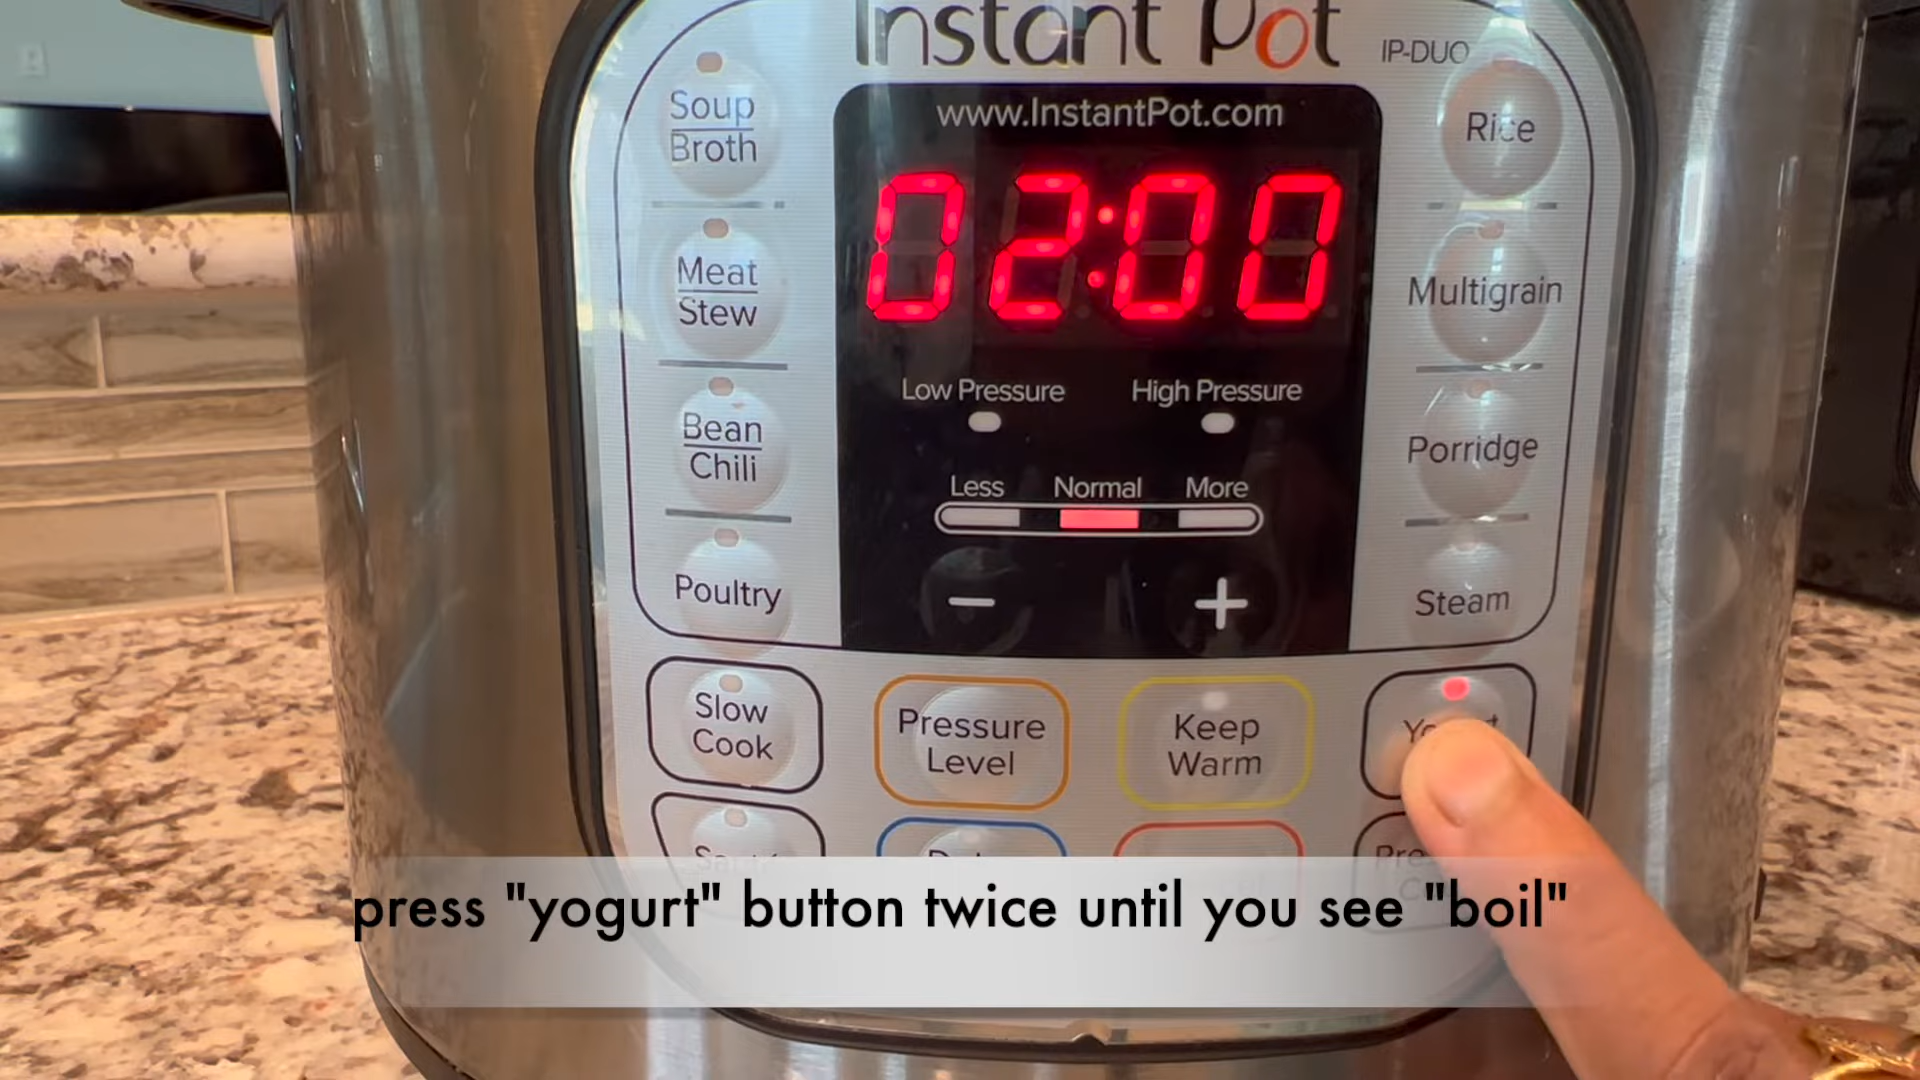 Instant Pot
IP-DUO
www.InstantPot.com
02:00
Low Pressure
High Pressure
Less
Normal
More
−
+
Soup
Broth
Meat
Stew
Bean
Chili
Poultry
Rice
Multigrain
Porridge
Steam
Slow
Cook
Pressure
Level
Keep
Warm
press "yogurt" button twice until you see "boil"